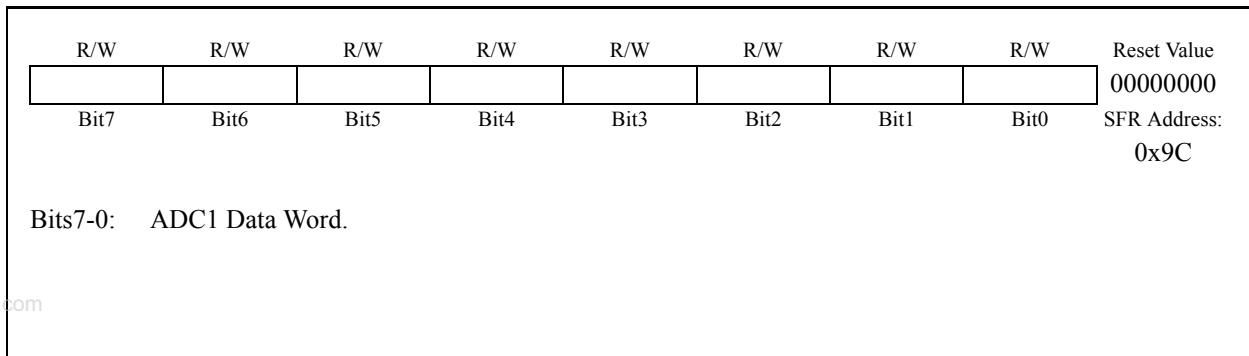 R/W R/W R/W R/W R/W R/W R/W R/W Reset Value
00000000
Bit7 Bit6 Bit5 Bit4 Bit3 Bit2 Bit1 Bit0 SFR Address:
0x9C
Bits7-0: ADC1 Data Word.
com